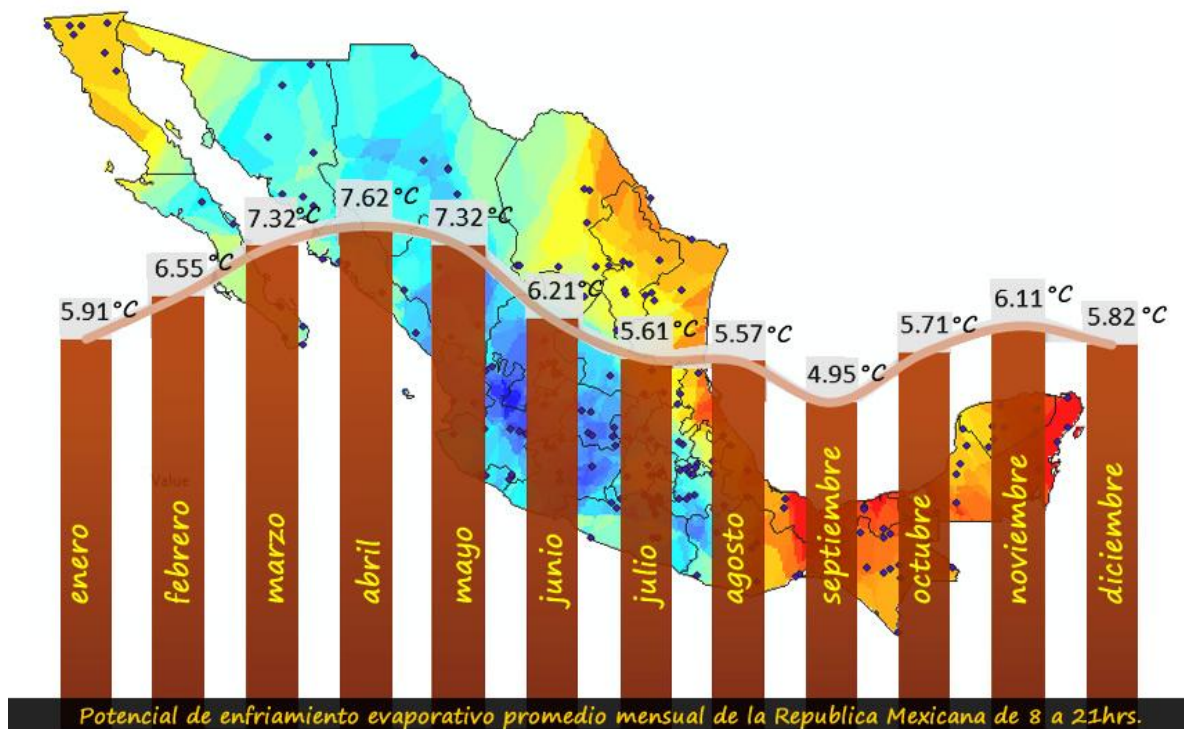 5.91°C
6.55°C
7.32°C
7.62°C
7.32°C
6.21°C
5.61°C
5.57°C
4.95°C
5.71°C
6.11°C
5.82°C
Value
enero
febrero
marzo
abril
mayo
junio
julio
agosto
septiembre
octubre
noviembre
diciembre
Potencial de enfriamiento evaporativo promedio mensual de la Republica Mexicana de 8 a 21hrs.